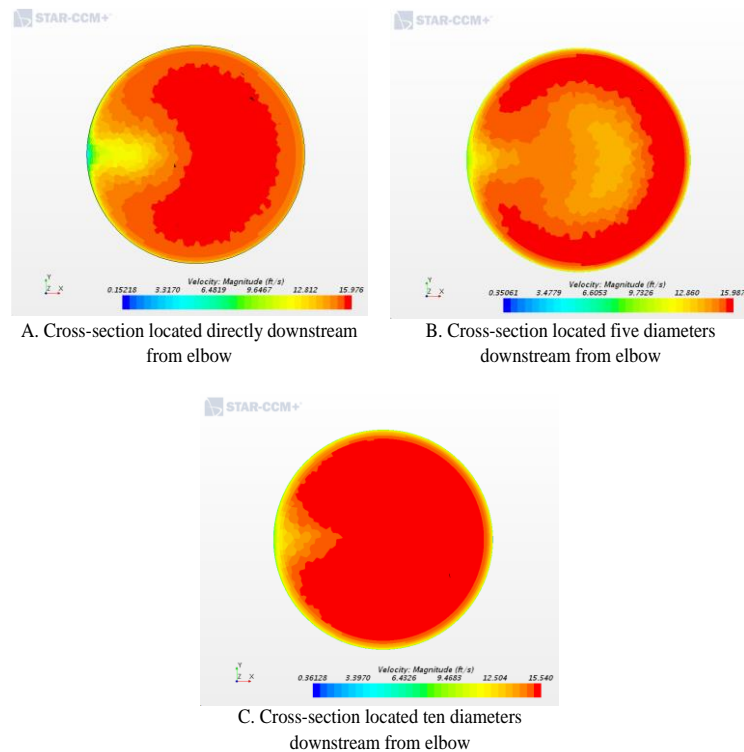 STAR-CCM+
Y
Z X
Velocity: Magnitude (ft/s)
0.15218 3.3170 6.4819 9.6467 12.812 15.976
A. Cross-section located directly downstream
from elbow
STAR-CCM+
Y
Z X
Velocity: Magnitude (ft/s)
0.35061 3.4779 6.6053 9.7326 12.860 15.987
B. Cross-section located five diameters
downstream from elbow
STAR-CCM+
Y
Z X
Velocity: Magnitude (ft/s)
0.36128 3.3970 6.4326 9.4683 12.504 15.540
C. Cross-section located ten diameters
downstream from elbow